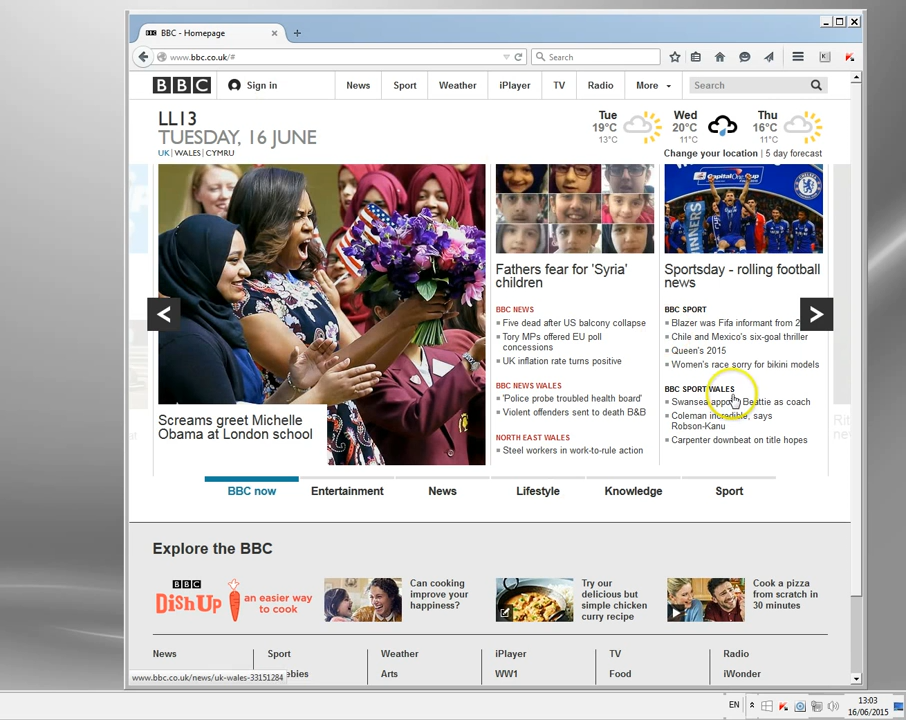 BBC - Homepage
www.bbc.co.uk/#
Search
BBC
Sign in
News
Sport
Weather
iPlayer
TV
Radio
More
Search
LL13
TUESDAY, 16 JUNE
UK | WALES | CYMRU
Tue
19°C
13°C
Wed
20°C
11°C
Thu
16°C
11°C
Change your location | 5 day forecast
Screams greet Michelle
Obama at London school
Fathers fear for 'Syria'
children
BBC NEWS
Five dead after US balcony collapse
Tory MPs offered EU poll
concessions
UK inflation rate turns positive
BBC NEWS WALES
'Police probe troubled health board'
Violent offenders sent to death B&B
NORTH EAST WALES
Steel workers in work-to-rule action
Capital One Cup
WINNERS
Sportsday - rolling football
news
BBC SPORT
Blazer was Fifa informant from 2
Chile and Mexico's six-goal thriller
Queen's 2015
Women's race sorry for bikini models
BBC SPORT WALES
Swansea appo Beattie as coach
Coleman incredible, says
Robson-Kanu
Carpenter downbeat on title hopes
BBC now
Entertainment
News
Lifestyle
Knowledge
Sport
Explore the BBC
BBC
DishUp
an easier way
to cook
Can cooking
improve your
happiness?
Try our
delicious but
simple chicken
curry recipe
Cook a pizza
from scratch in
30 minutes
News
Sport
Weather
iPlayer
TV
Radio
ebies
Arts
WW1
Food
iWonder
www.bbc.co.uk/news/uk-wales-33151284
EN
13:03
16/06/2015